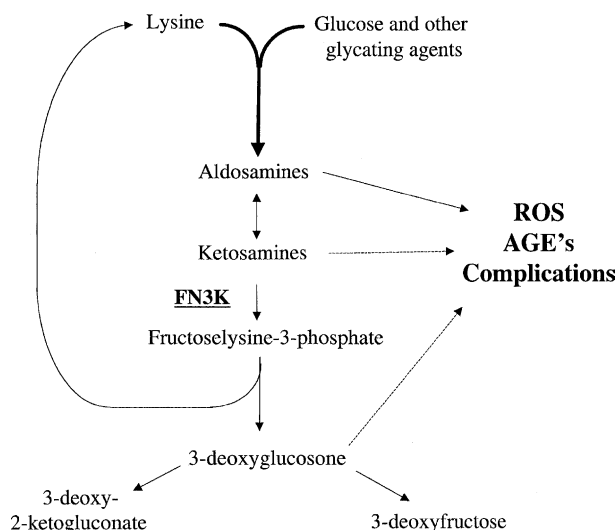 Lysine
Glucose and other
glycating agents
Aldosamines
ROS
AGE's
Complications
Ketosamines
FN3K
Fructoselysine-3-phosphate
3-deoxyglucosone
3-deoxy-
2-ketogluconate
3-deoxyfructose